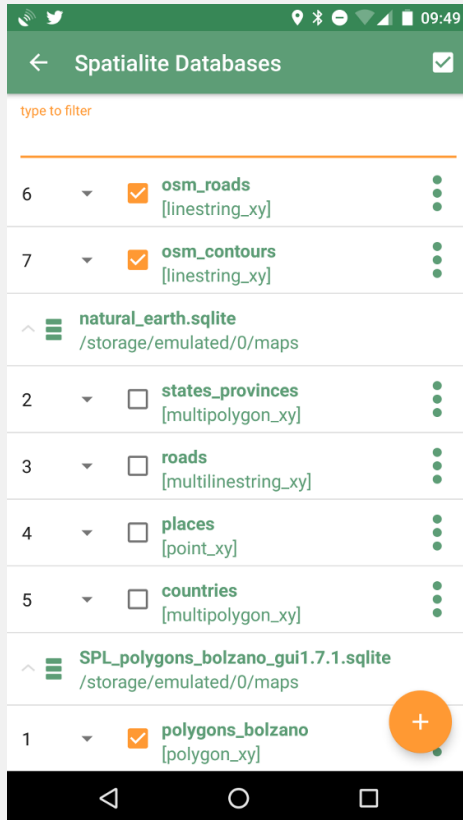 09:49
Spatialite Databases
type to filter
6
osm_roads
[linestring_xy]
7
osm_contours
[linestring_xy]
natural_earth.sqlite
/storage/emulated/0/maps
2
states_provinces
[multipolygon_xy]
3
roads
[multilinestring_xy]
4
places
[point_xy]
5
countries
[multipolygon_xy]
SPL_polygons_bolzano_gui1.7.1.sqlite
/storage/emulated/0/maps
1
polygons_bolzano
[polygon_xy]